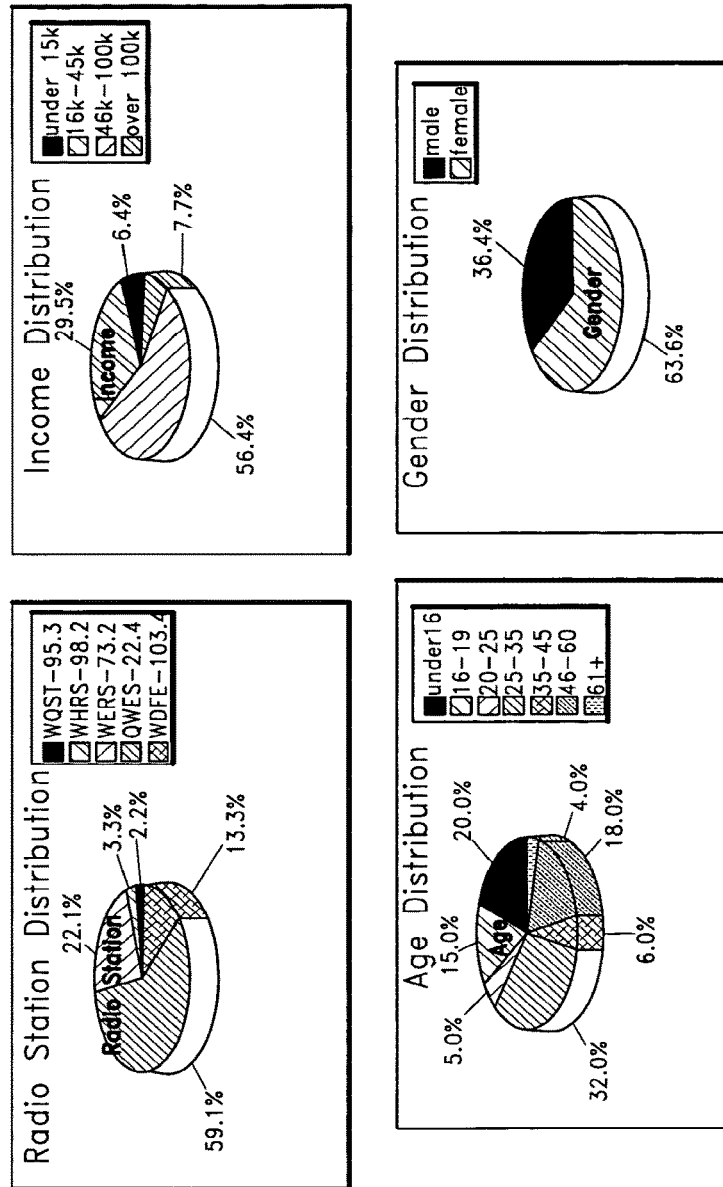 Radio Station Distribution
Radio Station
22.1%
3.3%
2.2%
13.3%
59.1%
WQST-95.3
WHRS-98.2
WERS-73.2
QWES-22.4
WDFE-103.4
Income Distribution
Income
29.5%
6.4%
7.7%
56.4%
under 15k
16k-45k
46k-100k
over 100k
Age Distribution
Age
20.0%
15.0%
5.0%
32.0%
6.0%
18.0%
4.0%
under16
16-19
20-25
25-35
35-45
46-60
61+
Gender Distribution
Gender
36.4%
63.6%
male
female